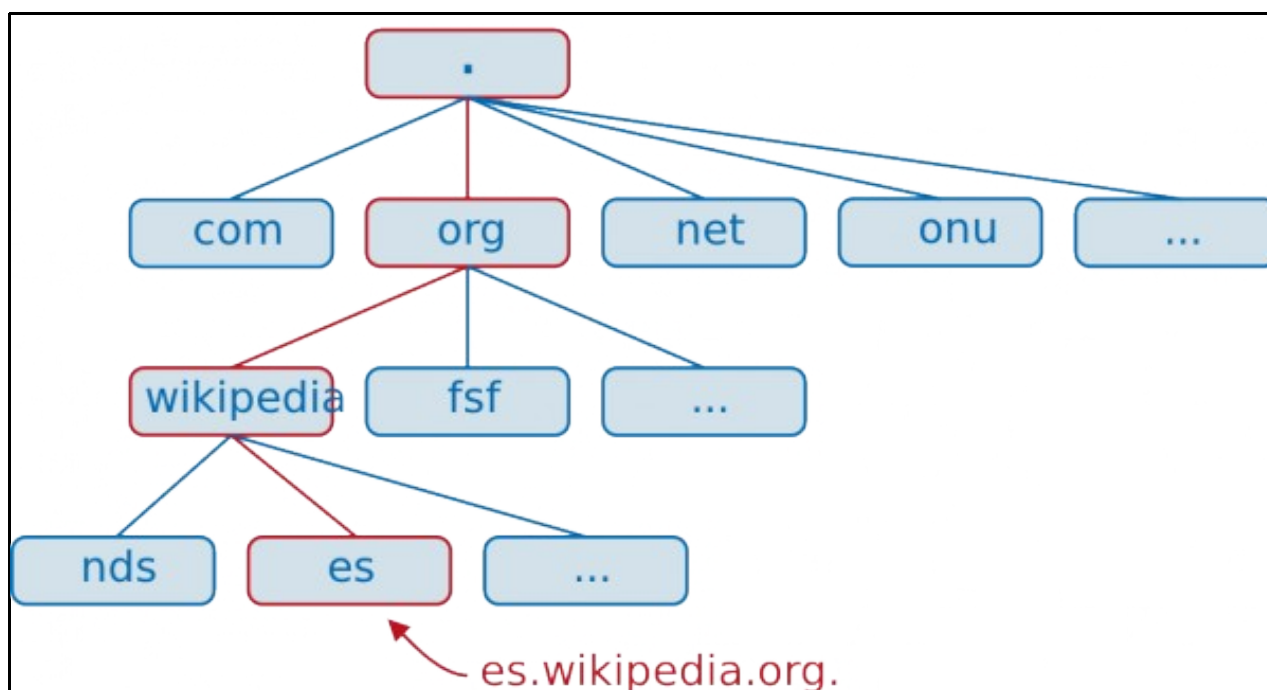 .
com org net onu ...
wikipedia fsf ...
nds es ...
es.wikipedia.org.